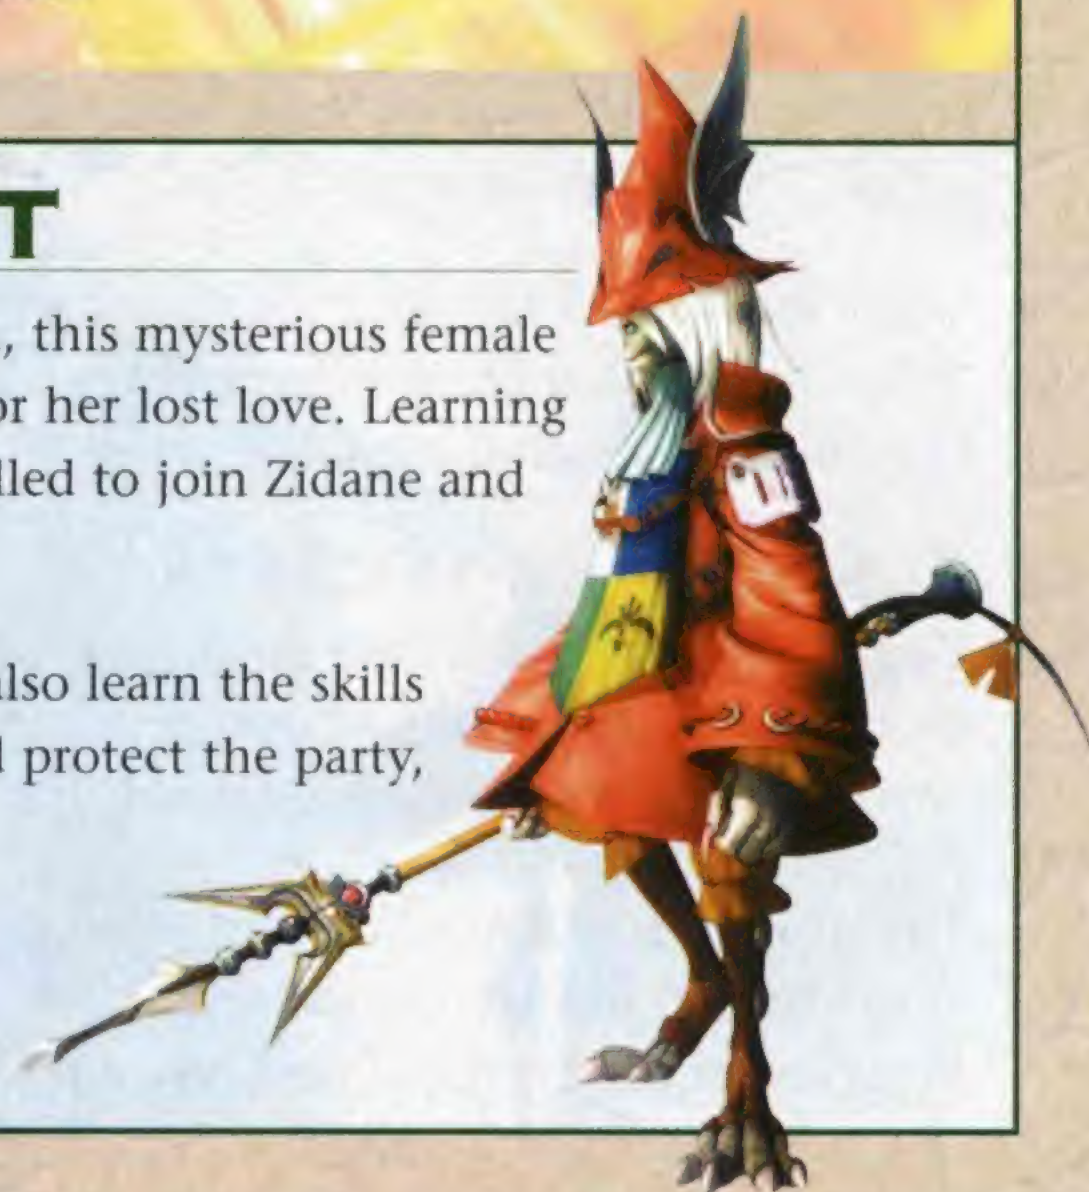 T
, this mysterious female
or her lost love. Learning
lled to join Zidane and
also learn the skills
d protect the party,